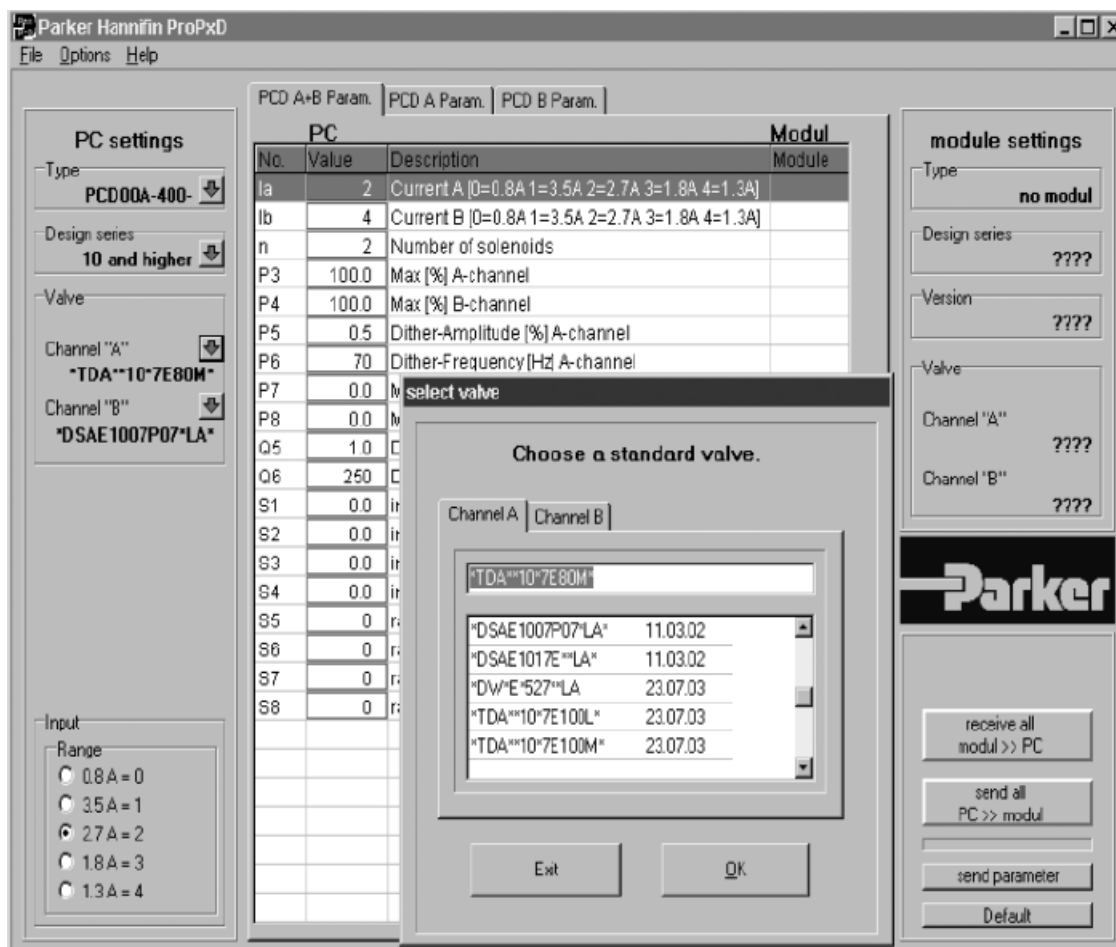 Parker Hannifin ProPxD
File Options Help
PCD A+B Param. PCD A Param. PCD B Param.
PC settings
Type
PCD00A-400-
Design series
10 and higher
Valve
Channel "A"
*TDA**10*7E80M*
Channel "B"
*DSAE1007P07*LA*
Input
Range
0.8 A = 0
3.5 A = 1
2.7 A = 2
1.8 A = 3
1.3 A = 4
PC Modul
No. Value Description Module
Ia 2 Current A [0=0.8A 1=3.5A 2=2.7A 3=1.8A 4=1.3A]
Ib 4 Current B [0=0.8A 1=3.5A 2=2.7A 3=1.8A 4=1.3A]
n 2 Number of solenoids
P3 100.0 Max [%] A-channel
P4 100.0 Max [%] B-channel
P5 0.5 Dither-Amplitude [%] A-channel
P6 70 Dither-Frequency [Hz] A-channel
P7 0.0
P8 0.0
Q5 1.0
Q6 250
S1 0.0
S2 0.0
S3 0.0
S4 0.0
S5 0
S6 0
S7 0
S8 0
select valve
Choose a standard valve.
Channel A Channel B
*TDA**10*7E80M*
*DSAE1007P07*LA* 11.03.02
*DSAE1017E**LA* 11.03.02
*DW*E*527**LA 23.07.03
*TDA**10*7E100L* 23.07.03
*TDA**10*7E100M* 23.07.03
Exit OK
module settings
Type
no modul
Design series
????
Version
????
Valve
Channel "A"
????
Channel "B"
????
Parker
receive all
modul >> PC
send all
PC >> modul
send parameter
Default